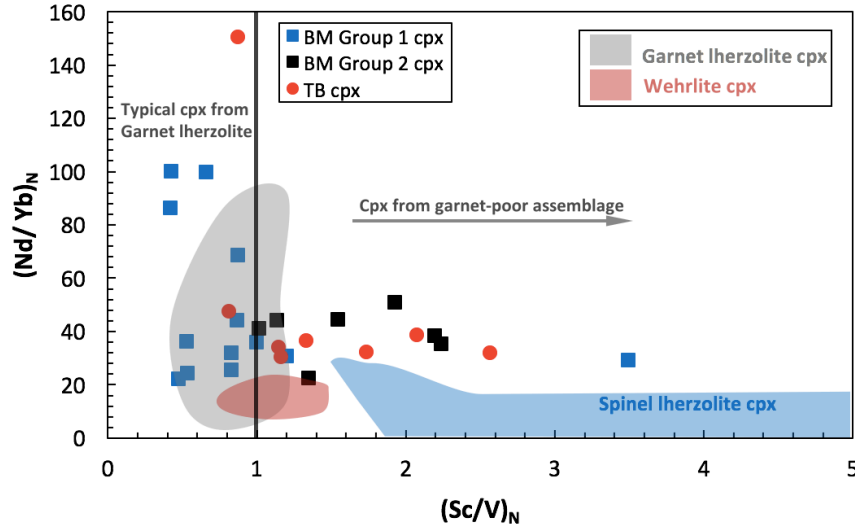 160
140
120
100
80
60
40
20
0
(Nd/ Yb)N
BM Group 1 cpx
BM Group 2 cpx
TB cpx
Garnet lherzolite cpx
Wehrlite cpx
Typical cpx from
Garnet lherzolite
Cpx from garnet-poor assemblage
Spinel lherzolite cpx
0 1 2 3 4 5
(Sc/V)N